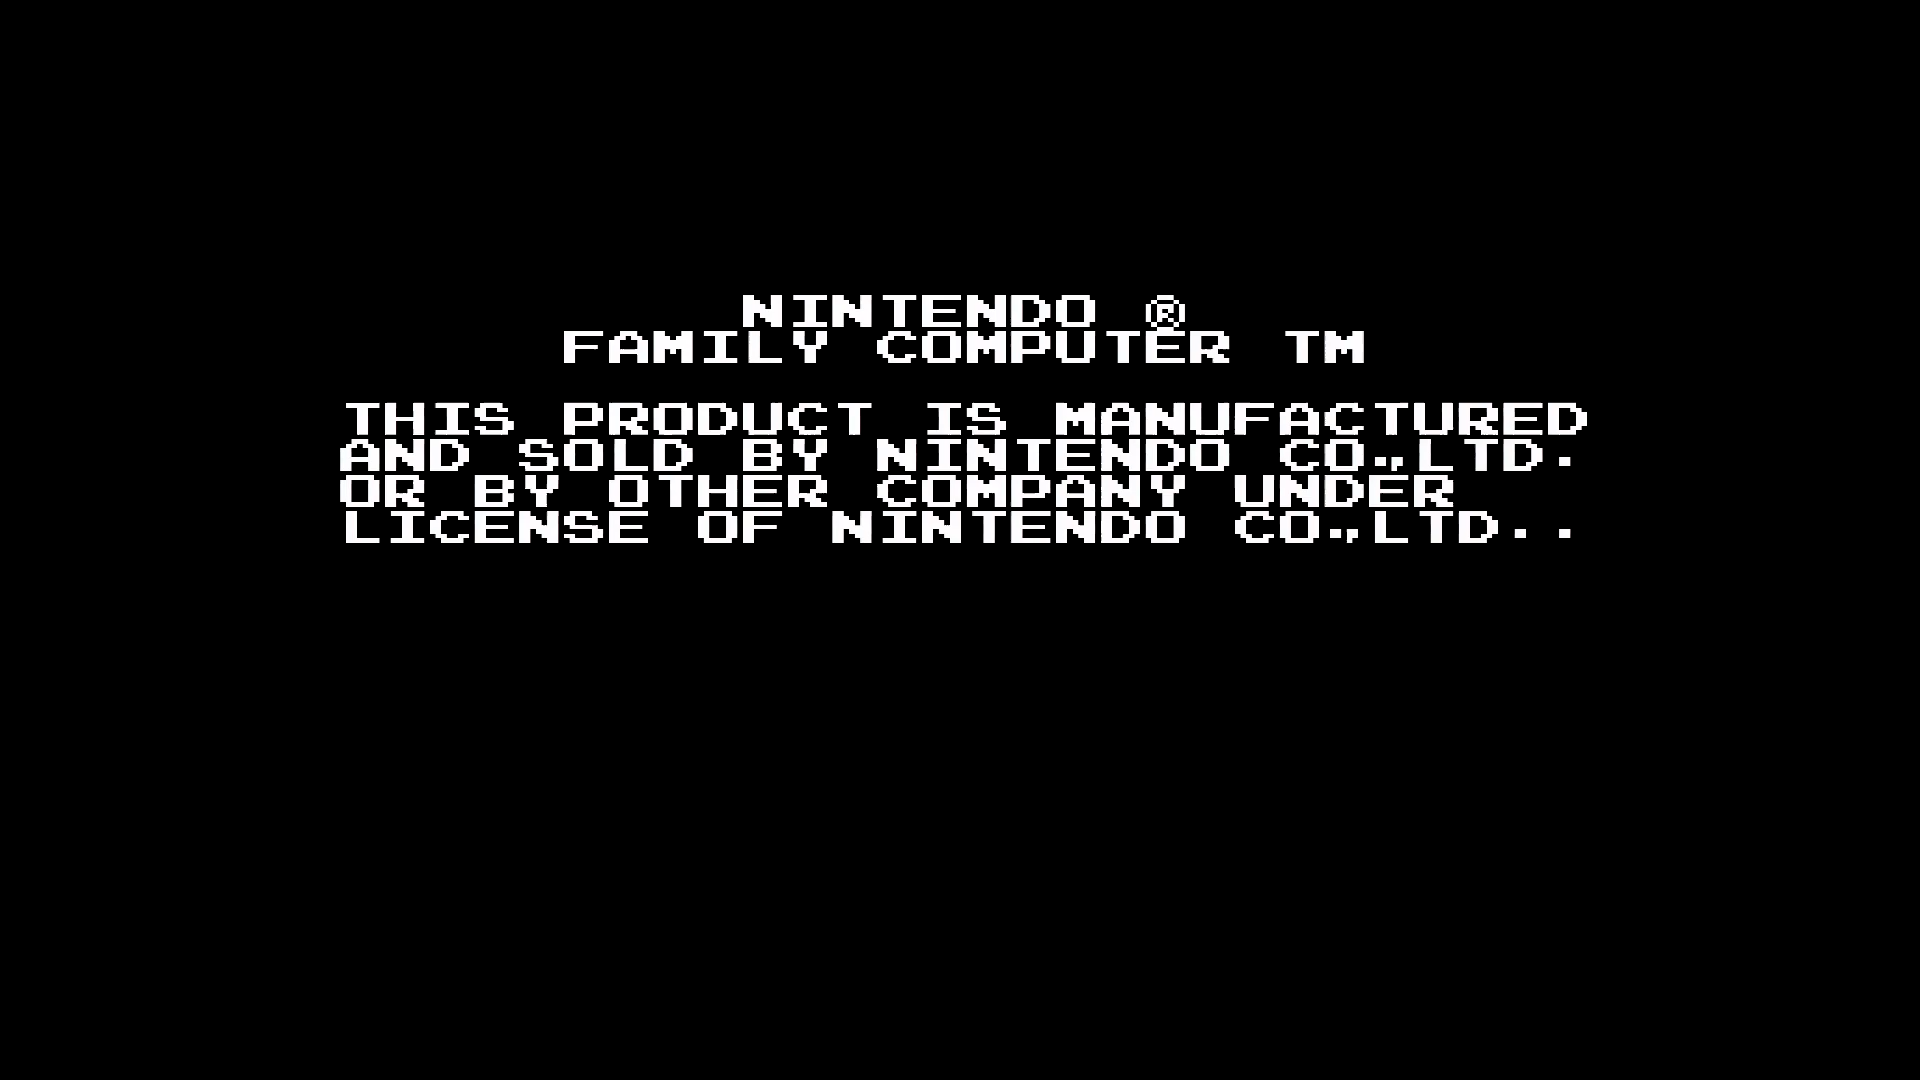 NINTENDO ®
FAMILY COMPUTER TM
THIS PRODUCT IS MANUFACTURED
AND SOLD BY NINTENDO CO.,LTD.
OR BY OTHER COMPANY UNDER
LICENSE OF NINTENDO CO.,LTD..